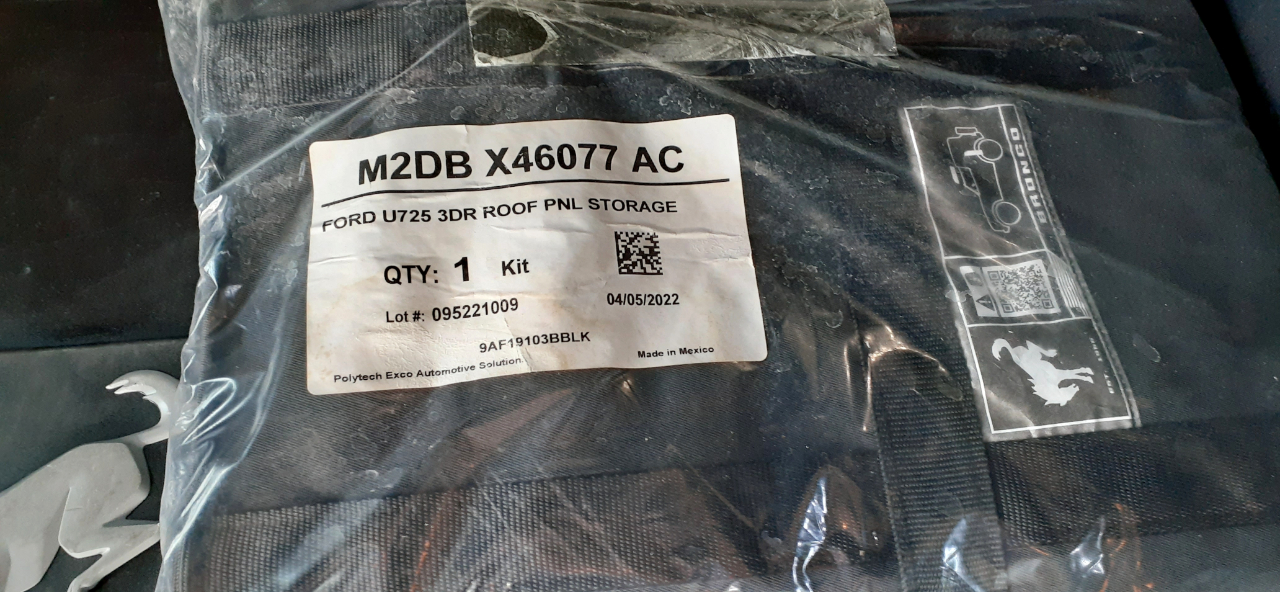 M2DB X46077 AC
FORD U725 3DR ROOF PNL STORAGE
QTY: 1 Kit
Lot #: 095221009
04/05/2022
9AF19103BBLK
Polytech Exco Automotive Solution.
Made in Mexico
BRONCO